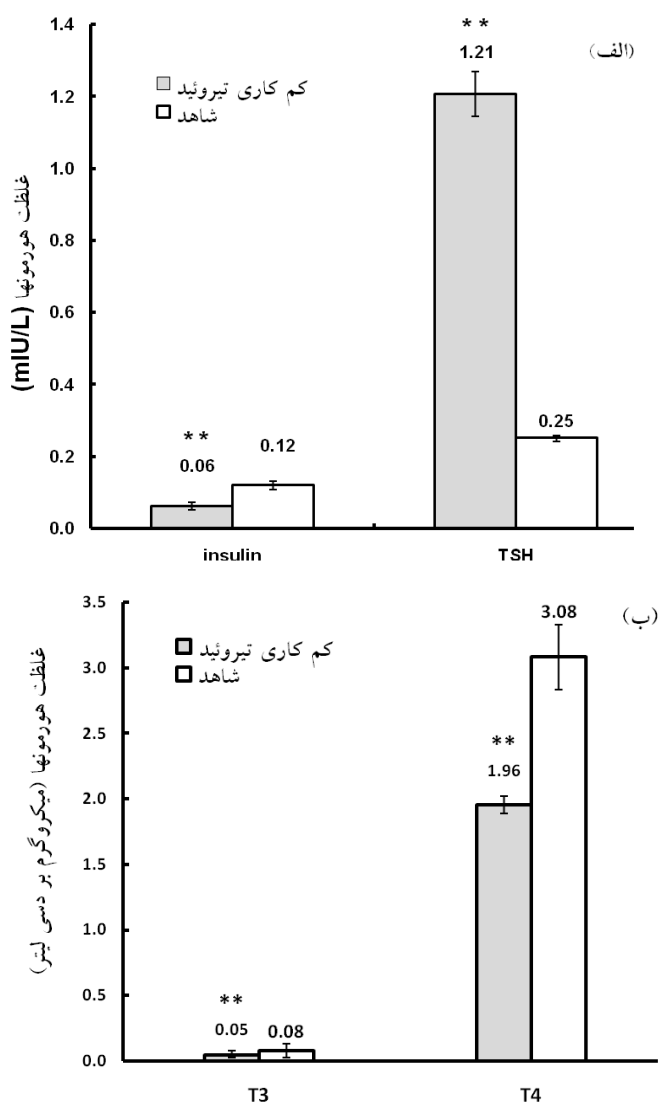 (الف)
کم کاری تیروئید
شاهد
غلظت هورمونها (mIU/L)
1.4
1.2
1.0
0.8
0.6
0.4
0.2
0.0
**
0.06
0.12
**
1.21
0.25
insulin
TSH
(ب)
کم کاری تیروئید
شاهد
غلظت هورمونها (میکروگرم بر دسی لیتر)
3.5
3.0
2.5
2.0
1.5
1.0
0.5
0.0
**
0.05
0.08
**
1.96
3.08
T3
T4